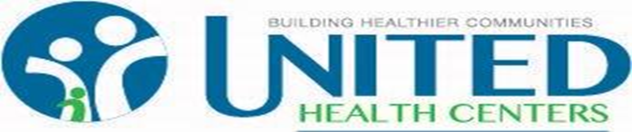 BUILDING HEALTHIER COMMUNITIES
UNITED
HEALTH CENTERS